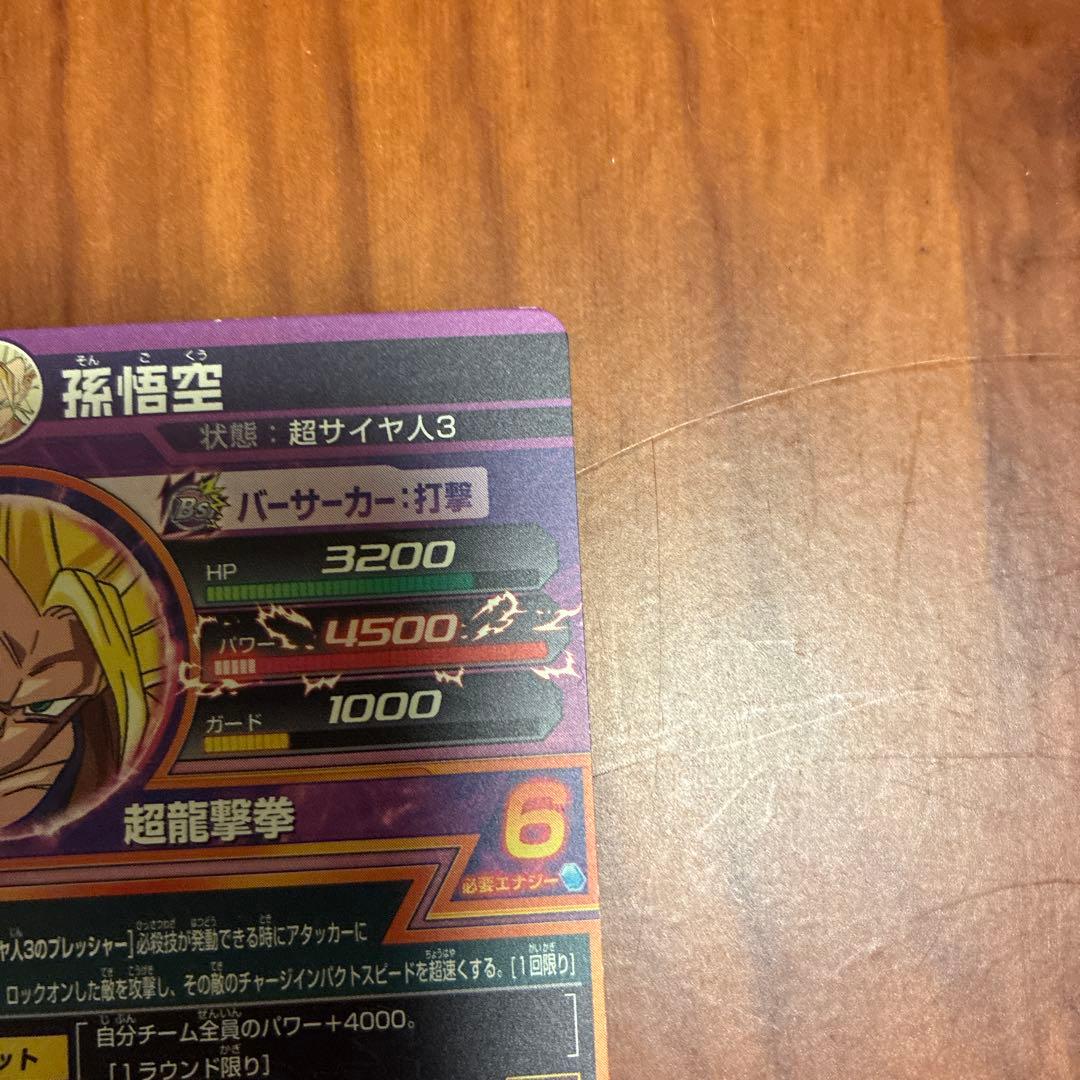 孫悟空
そん ご くう
状態：超サイヤ人3
Bs バーサーカー：打撃
HP 3200
パワー 4500
ガード 1000
超龍撃拳
6
必要エナジー
ヤ人3のプレッシャー]必殺技が発動できる時にアタッカーに
ロックオンした敵を攻撃し、その敵のチャージインパクトスピードを超速くする。[1回限り]
自分チーム全員のパワー+4000。
[1ラウンド限り]
ット